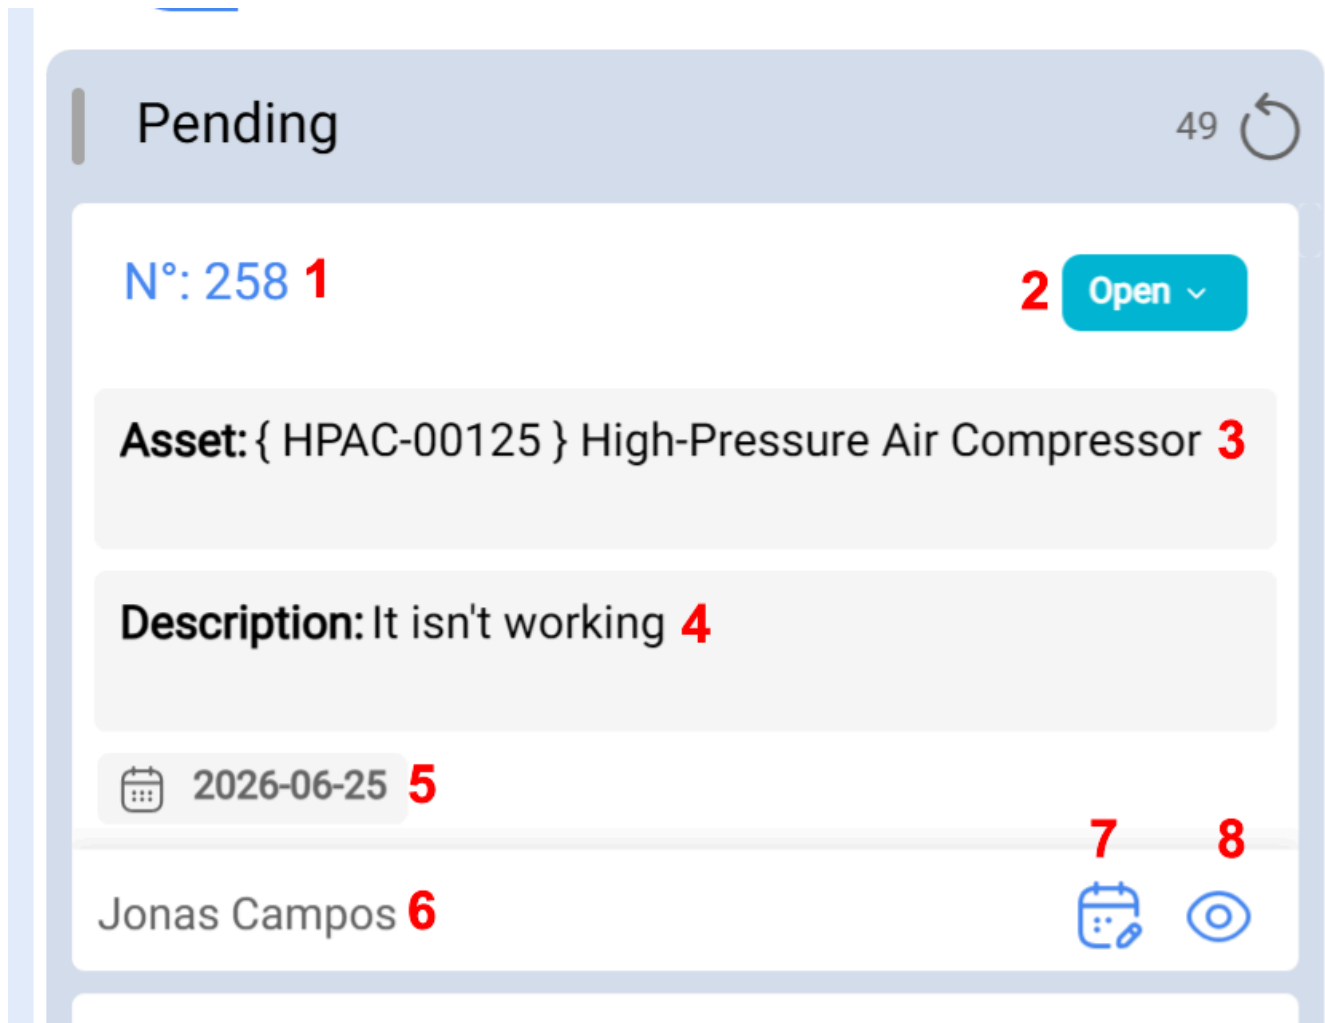 Pending 49
N°: 258 1 2 Open
Asset: { HPAC-00125 } High-Pressure Air Compressor 3
Description: It isn't working 4
2026-06-25 5
7 8
Jonas Campos 6